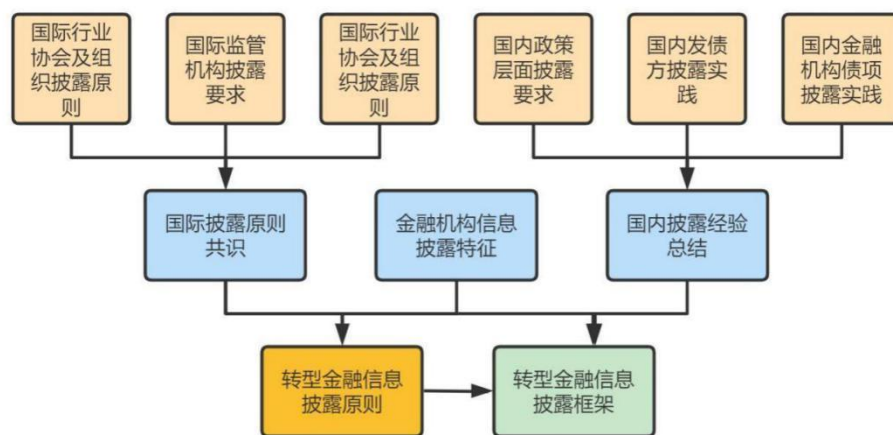 国际行业
协会及组
织披露原
则
国际监管
机构披露
要求
国际行业
协会及组
织披露原
则
国内政策
层面披露
要求
国内发债
方披露实
践
国内金融
机构债项
披露实践
国际披露原则
共识
金融机构信息
披露特征
国内披露经验
总结
转型金融信息
披露原则
转型金融信息
披露框架